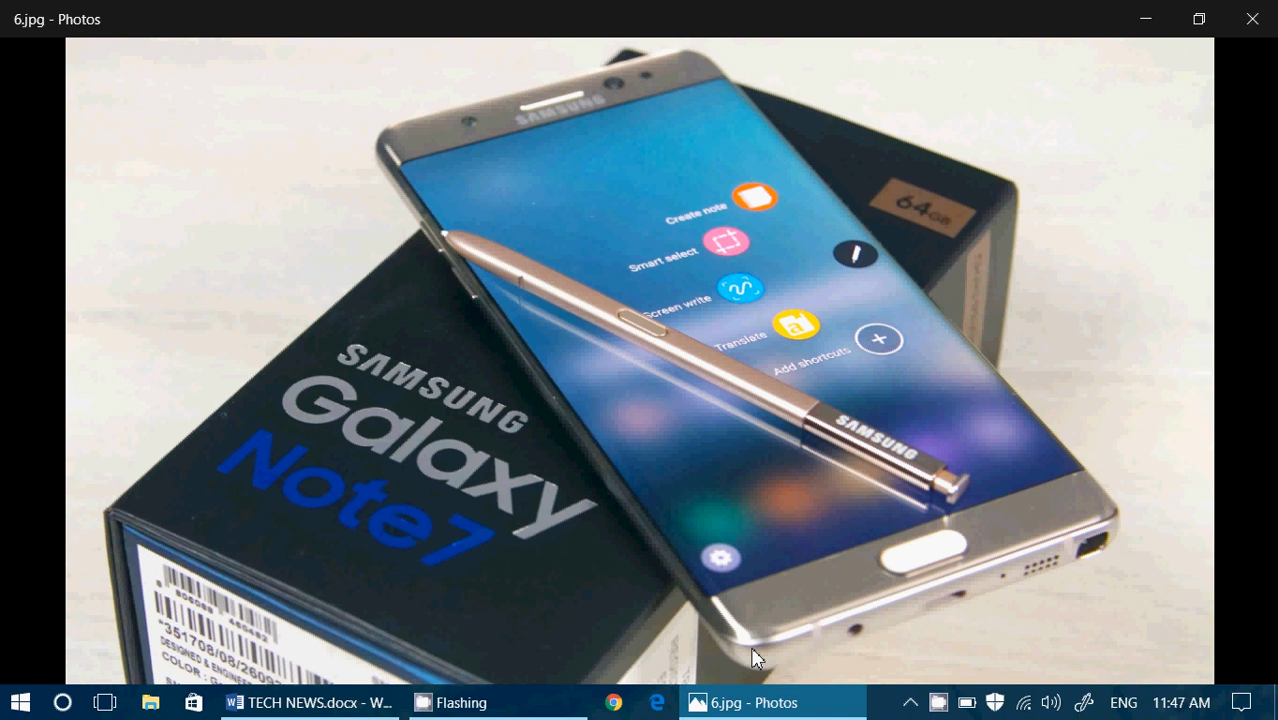 6.jpg - Photos
SAMSUNG
64GB
Create note
Smart select
Screen write
Translate
Add shortcuts
SAMSUNG
SAMSUNG
Galaxy
Note7
COLOR : G
TECH NEWS.docx - W...
Flashing
6.jpg - Photos
ENG
11:47 AM